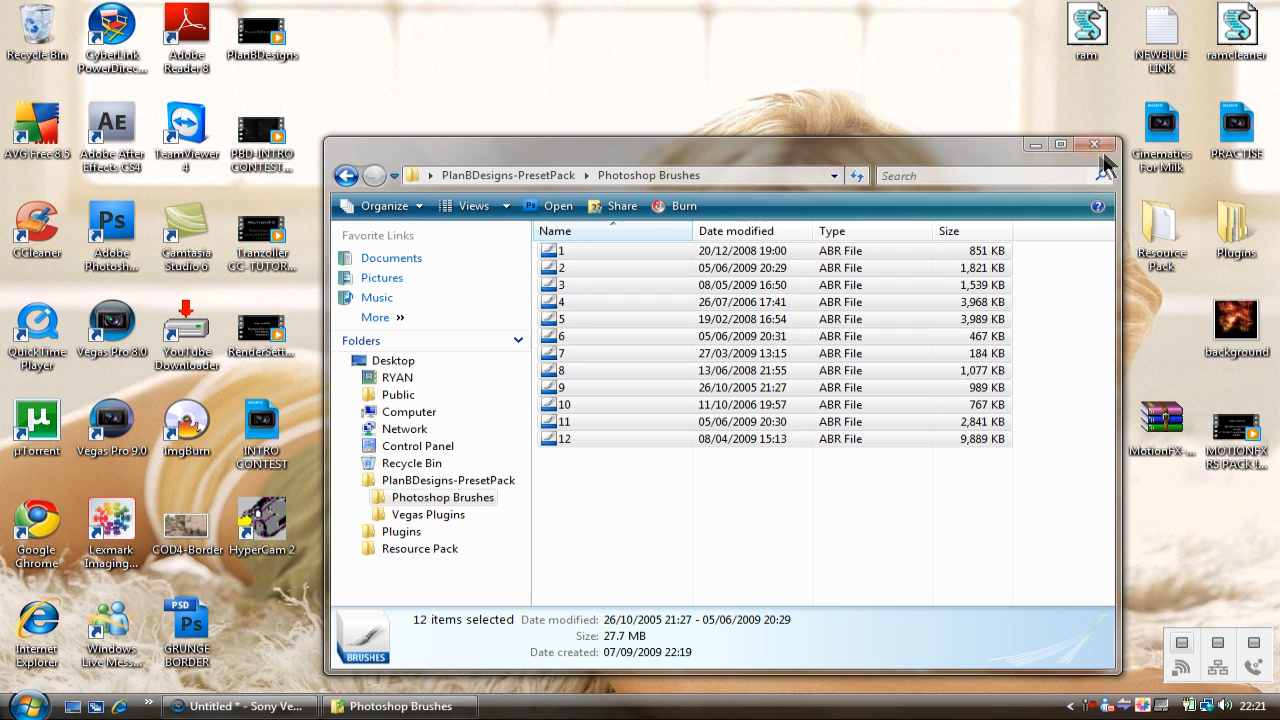 Recycle Bin
CyberLink PowerDirec...
Adobe Reader 8
PlanBDesigns
AVG Free 8.5
Adobe After Effects CS4
TeamViewer 4
PBD-INTRO CONTEST...
CCleaner
Adobe Photosh...
Camtasia Studio 6
Tranzoller CC-TUTOR...
QuickTime Player
Vegas Pro 8.0
YouTube Downloader
RenderSett...
µTorrent
Vegas Pro 9.0
ImgBurn
INTRO CONTEST
Google Chrome
Lexmark Imaging...
COD4-Border
HyperCam 2
Internet Explorer
Windows Live Mess...
PSD
GRUNGE BORDER
ram
NEWBLUE LINK
ramcleaner
Cinematics For Milk
PRACTISE
Resource Pack
Plugins
background
MotionFX-...
MOTIONFX RS PACK !...
PlanBDesigns-PresetPack Photoshop Brushes
Search
Organize Views Open Share Burn
Favorite Links
Documents
Pictures
Music
More »
Folders
Desktop
RYAN
Public
Computer
Network
Control Panel
Recycle Bin
PlanBDesigns-PresetPack
Photoshop Brushes
Vegas Plugins
Plugins
Resource Pack
Name Date modified Type Size
1 20/12/2008 19:00 ABR File 851 KB
2 05/06/2009 20:29 ABR File 1,821 KB
3 08/05/2009 16:50 ABR File 1,539 KB
4 26/07/2006 17:41 ABR File 3,968 KB
5 /02/2008 16:54 ABR File 3,989 KB
6 05/06/2009 20:31 ABR File 467 KB
7 27/03/2009 13:15 ABR File 184 KB
8 13/06/2008 21:55 ABR File 1,077 KB
9 26/10/2005 21:27 ABR File 989 KB
10 11/10/2006 19:57 ABR File 767 KB
11 05/06/2009 20:30 ABR File 2,841 KB
12 08/04/2009 15:13 ABR File 9,889 KB
BRUSHES
12 items selected Date modified: 26/10/2005 21:27 - 05/06/2009 20:29
Size: 27.7 MB
Date created: 07/09/2009 22:19
Untitled * - Sony Ve...
Photoshop Brushes
22:21